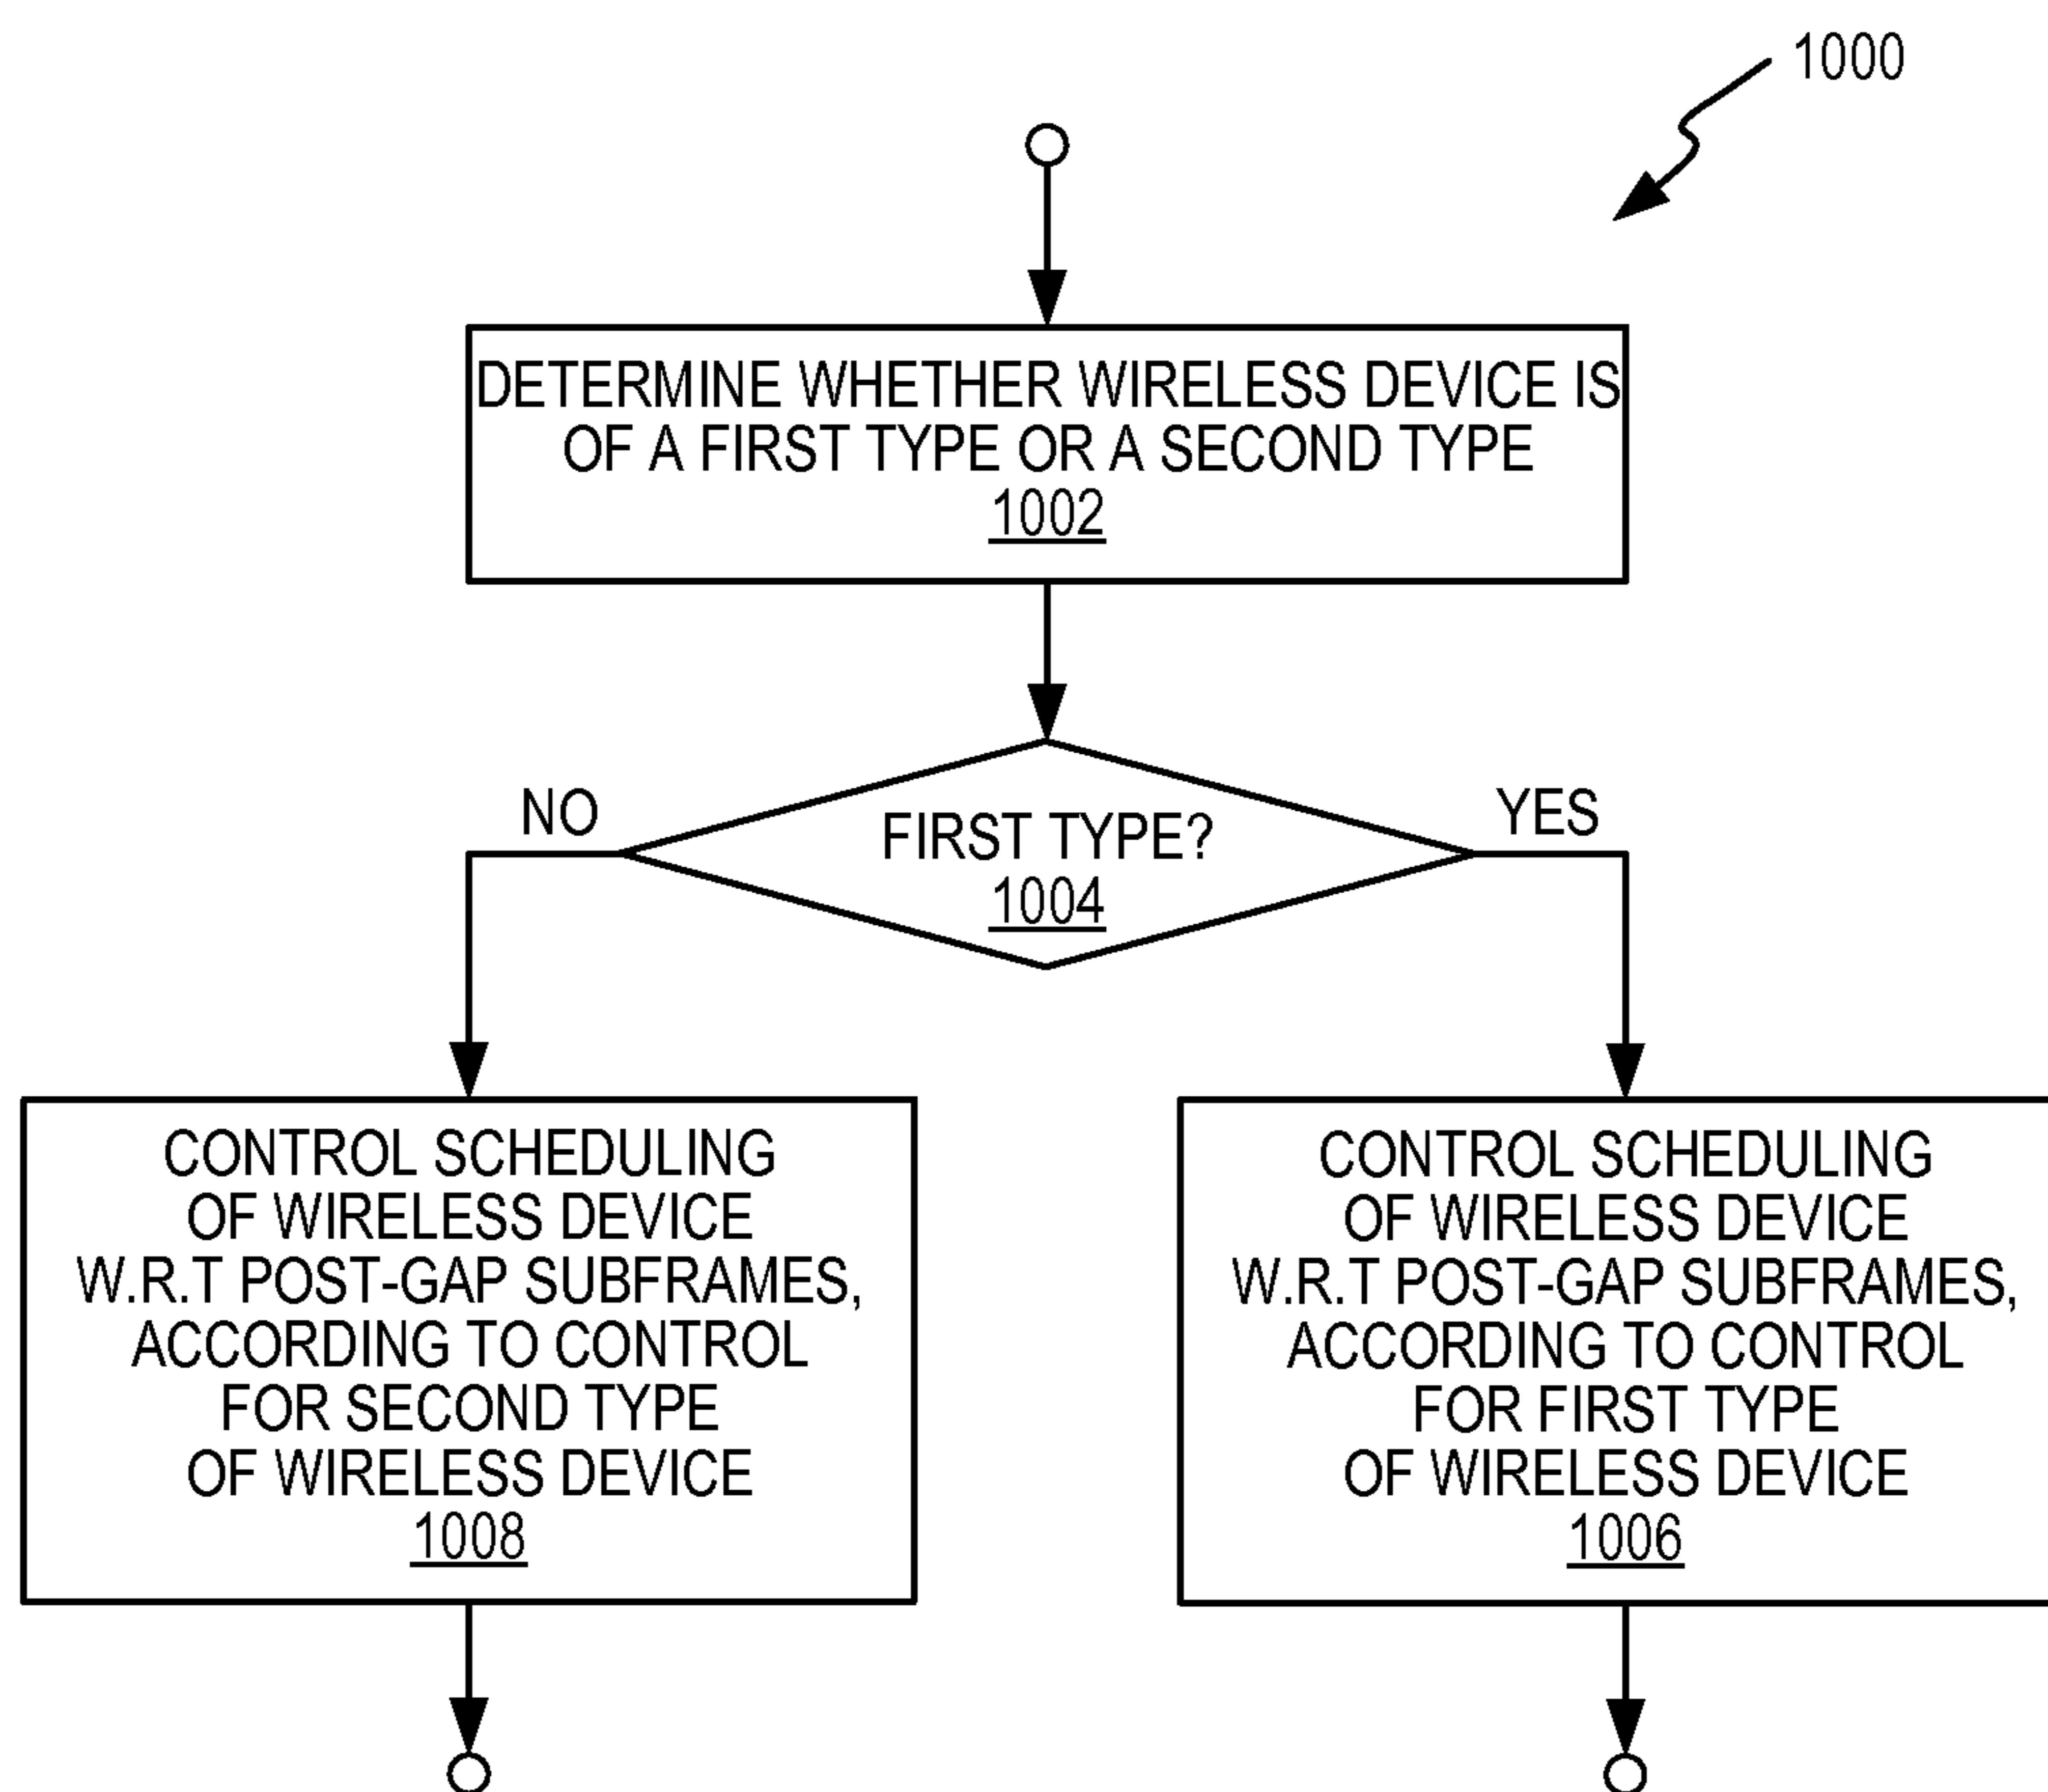 1000
DETERMINE WHETHER WIRELESS DEVICE IS
OF A FIRST TYPE OR A SECOND TYPE
1002
NO
FIRST TYPE?
1004
YES
CONTROL SCHEDULING
OF WIRELESS DEVICE
W.R.T POST-GAP SUBFRAMES,
ACCORDING TO CONTROL
FOR SECOND TYPE
OF WIRELESS DEVICE
1008
CONTROL SCHEDULING
OF WIRELESS DEVICE
W.R.T POST-GAP SUBFRAMES,
ACCORDING TO CONTROL
FOR FIRST TYPE
OF WIRELESS DEVICE
1006